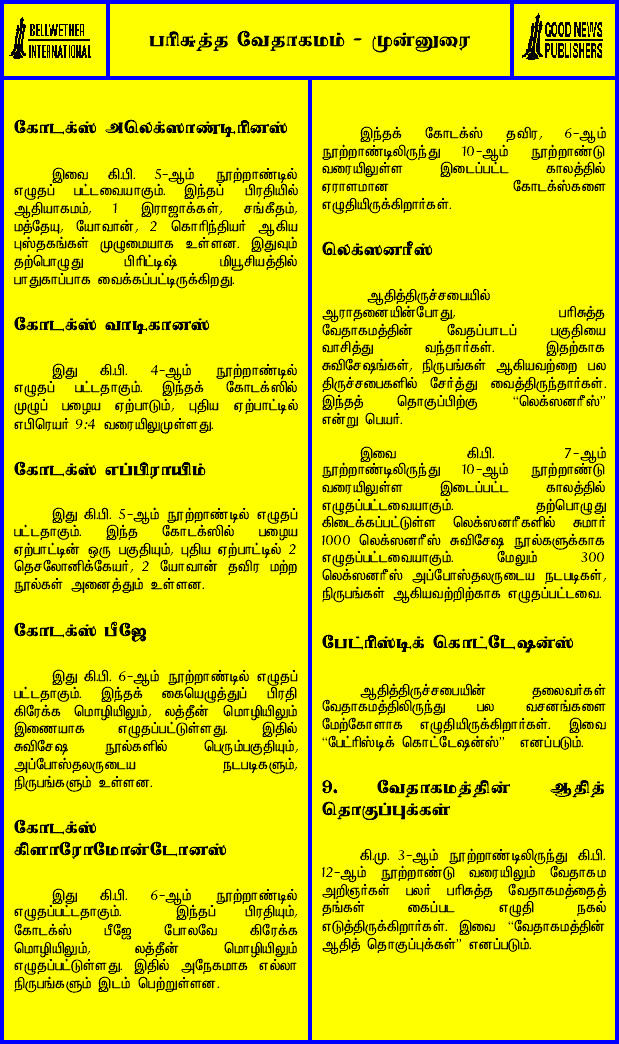 BELLWETHER
INTERNATIONAL
பரிசுத்த வேதாகமம் - முன்னுரை
GOOD NEWS
PUBLISHERS
கோடக்ஸ் அலெக்ஸாண்டிரினஸ்
இவை கி.பி. 5-ஆம் நூற்றாண்டில்
எழுதப் பட்டவையாகும். இந்தப் பிரதியில்
ஆதியாகமம், 1 இராஜாக்கள், சங்கீதம்,
மத்தேயு, யோவான், 2 கொரிந்தியர் ஆகிய
புஸ்தகங்கள் முழுமையாக உள்ளன. இதுவும்
தற்பொழுது பிரிட்டிஷ் மியூசியத்தில்
பாதுகாப்பாக வைக்கப்பட்டிருக்கிறது.
கோடக்ஸ் வாடிகானஸ்
இது கி.பி. 4-ஆம் நூற்றாண்டில்
எழுதப் பட்டதாகும். இந்தக் கோடக்ஸில்
முழுப் பழைய ஏற்பாடும், புதிய ஏற்பாட்டில்
எபிரெயர் 9:4 வரையிலுமுள்ளது.
கோடக்ஸ் எப்பிராயிம்
இது கி.பி. 5-ஆம் நூற்றாண்டில் எழுதப்
பட்டதாகும். இந்த கோடக்ஸில் பழைய
ஏற்பாட்டின் ஒரு பகுதியும், புதிய ஏற்பாட்டில் 2
தெசலோனிக்கேயர், 2 யோவான் தவிர மற்ற
நூல்கள் அனைத்தும் உள்ளன.
கோடக்ஸ் பீஜே
இது கி.பி. 6-ஆம் நூற்றாண்டில் எழுதப்
பட்டதாகும். இந்தக் கையெழுத்துப் பிரதி
கிரேக்க மொழியிலும், லத்தீன் மொழியிலும்
இணையாக எழுதப்பட்டுள்ளது. இதில்
சுவிசேஷ நூல்களில் பெரும்பகுதியும்,
அப்போஸ்தலருடைய நடபடிகளும்,
நிருபங்களும் உள்ளன.
கோடக்ஸ்
கிளாரோமோன்டோனஸ்
இது கி.பி. 6-ஆம் நூற்றாண்டில்
எழுதப்பட்டதாகும். இந்தப் பிரதியும்,
கோடக்ஸ் பீஜே போலவே கிரேக்க
மொழியிலும், லத்தீன் மொழியிலும்
எழுதப்பட்டுள்ளது. இதில் அநேகமாக எல்லா
நிருபங்களும் இடம் பெற்றுள்ளன.
இந்தக் கோடக்ஸ் தவிர, 6-ஆம்
நூற்றாண்டிலிருந்து 10-ஆம் நூற்றாண்டு
வரையிலுள்ள இடைப்பட்ட காலத்தில்
ஏராளமான கோடக்ஸ்களை
எழுதியிருக்கிறார்கள்.
லெக்ஸனரீஸ்
ஆதித்திருச்சபையில்
ஆராதனையின்போது, பரிசுத்த
வேதாகமத்தின் வேதப்பாடப் பகுதியை
வாசித்து வந்தார்கள். இதற்காக
சுவிசேஷங்கள், நிருபங்கள் ஆகியவற்றை பல
திருச்சபைகளில் சேர்த்து வைத்திருந்தார்கள்.
இந்தத் தொகுப்பிற்கு “லெக்ஸனரீஸ்”
என்று பெயர்.
இவை கி.பி. 7-ஆம்
நூற்றாண்டிலிருந்து 10-ஆம் நூற்றாண்டு
வரையிலுள்ள இடைப்பட்ட காலத்தில்
எழுதப்பட்டவையாகும். தற்பொழுது
கிடைக்கப்பட்டுள்ள லெக்ஸனரீகளில் சுமார்
1000 லெக்ஸனரீஸ் சுவிசேஷ நூல்களுக்காக
எழுதப்பட்டவையாகும். மேலும் 300
லெக்ஸனரீஸ் அப்போஸ்தலருடைய நடபடிகள்,
நிருபங்கள் ஆகியவற்றிற்காக எழுதப்பட்டவை.
பேட்ரிஸ்டிக் கொட்டேஷன்ஸ்
ஆதித்திருச்சபையின் தலைவர்கள்
வேதாகமத்திலிருந்து பல வசனங்களை
மேற்கோளாக எழுதியிருக்கிறார்கள். இவை
“பேட்ரிஸ்டிக் கொட்டேஷன்ஸ்” எனப்படும்.
9. வேதாகமத்தின் ஆதித்
தொகுப்புக்கள்
கி.மு. 3-ஆம் நூற்றாண்டிலிருந்து கி.பி.
12-ஆம் நூற்றாண்டு வரையிலும் வேதாகம
அறிஞர்கள் பலர் பரிசுத்த வேதாகமத்தைத்
தங்கள் கைப்பட எழுதி நகல்
எடுத்திருக்கிறார்கள். இவை “வேதாகமத்தின்
ஆதித் தொகுப்புக்கள்” எனப்படும்.